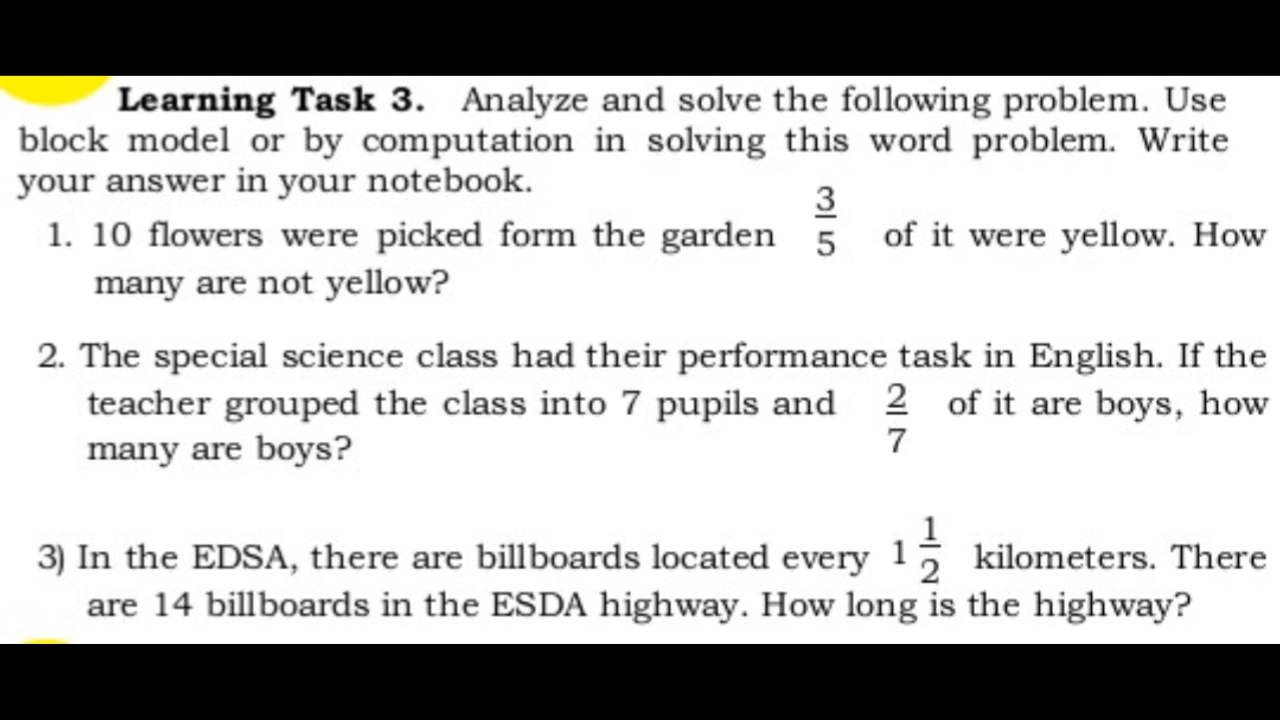 Learning Task 3. Analyze and solve the following problem. Use
block model or by computation in solving this word problem. Write
your answer in your notebook.
1. 10 flowers were picked form the garden 3/5 of it were yellow. How
many are not yellow?
2. The special science class had their performance task in English. If the
teacher grouped the class into 7 pupils and 2/7 of it are boys, how
many are boys?
3) In the EDSA, there are billboards located every 1 1/2 kilometers. There
are 14 billboards in the ESDA highway. How long is the highway?